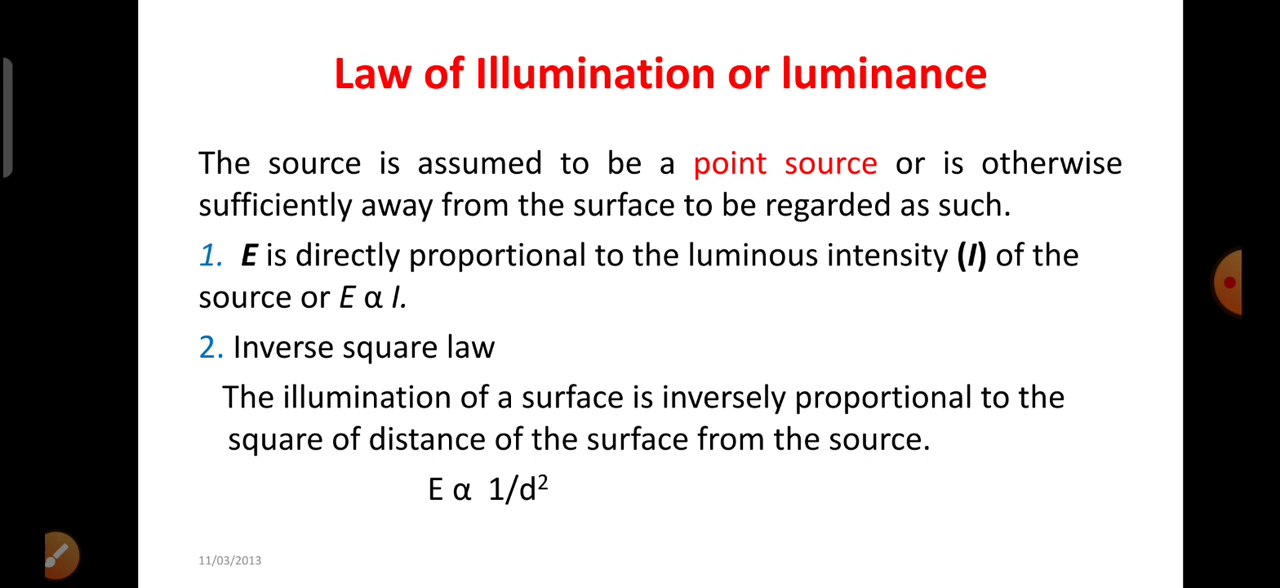 Law of Illumination or luminance
The source is assumed to be a point source or is otherwise
sufficiently away from the surface to be regarded as such.
1. E is directly proportional to the luminous intensity (I) of the
source or E α I.
2. Inverse square law
The illumination of a surface is inversely proportional to the
square of distance of the surface from the source.
E α 1/d²
11/03/2013